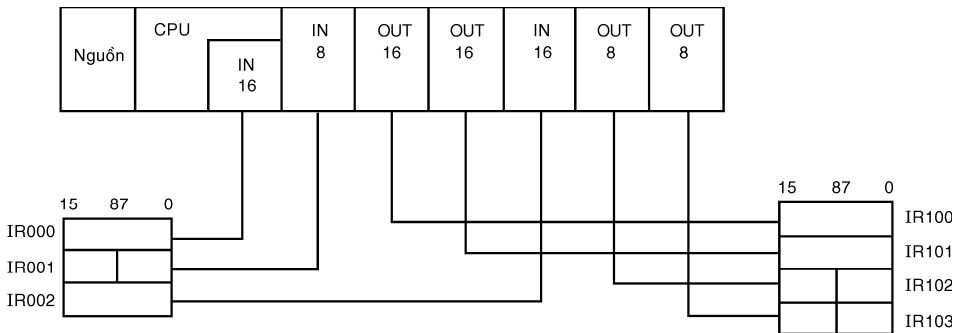 Nguồn
CPU
IN
16
IN
8
OUT
16
OUT
16
IN
16
OUT
8
OUT
8
15 87 0
IR000
IR001
IR002
15 87 0
IR100
IR101
IR102
IR103